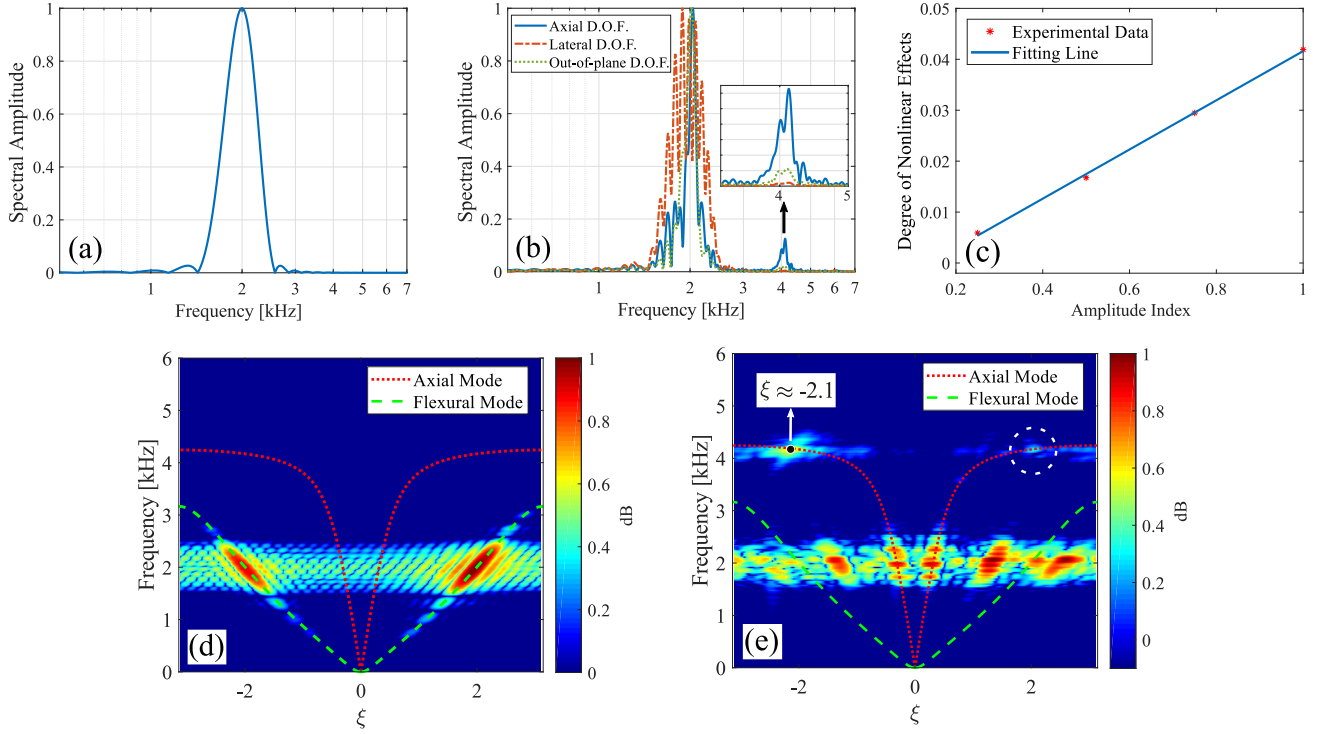 1
0.8
0.6
0.4
0.2
0
Spectral Amplitude
(a)
1 2 3 4 5 6 7
Frequency [kHz]
1
0.8
0.6
0.4
0.2
0
Spectral Amplitude
Axial D.O.F.
Lateral D.O.F.
Out-of-plane D.O.F.
4 5
(b)
1 2 3 4 5 6 7
Frequency [kHz]
0.05
0.04
0.03
0.02
0.01
0
Degree of Nonlinear Effects
Experimental Data
Fitting Line
(c)
0.2 0.4 0.6 0.8 1
Amplitude Index
6
5
4
3
2
1
0
Frequency [kHz]
Axial Mode
Flexural Mode
(d)
-2 0 2
ξ
1
0.8
0.6
0.4
0.2
0
dB
6
5
4
3
2
1
0
Frequency [kHz]
ξ ≈ -2.1
Axial Mode
Flexural Mode
(e)
-2 0 2
ξ
1
0.8
0.6
0.4
0.2
0
dB